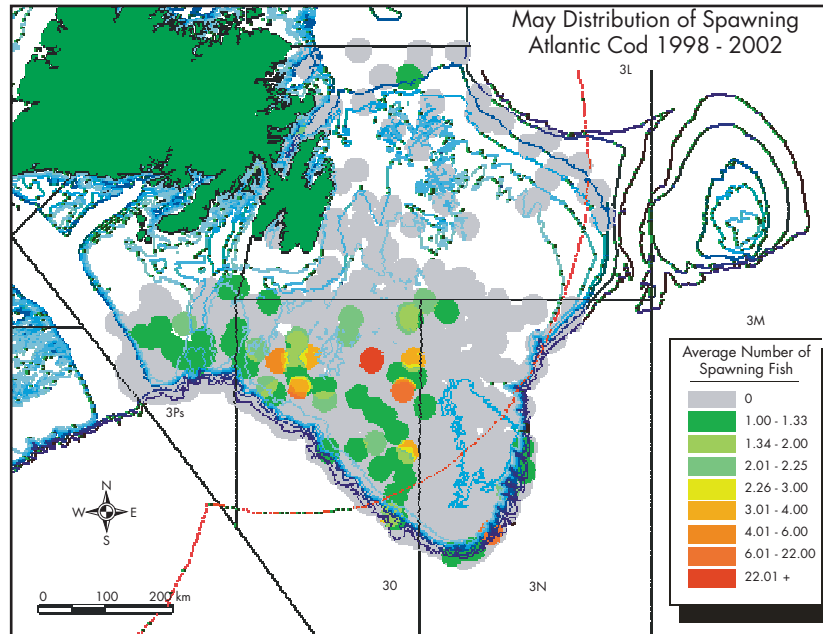 May Distribution of Spawning
Atlantic Cod 1998 - 2002
3L
3M
Average Number of
Spawning Fish
0
1.00 - 1.33
1.34 - 2.00
2.01 - 2.25
2.26 - 3.00
3.01 - 4.00
4.01 - 6.00
6.01 - 22.00
22.01 +
3Ps
N
W E
S
0 100 200 km
30
3N